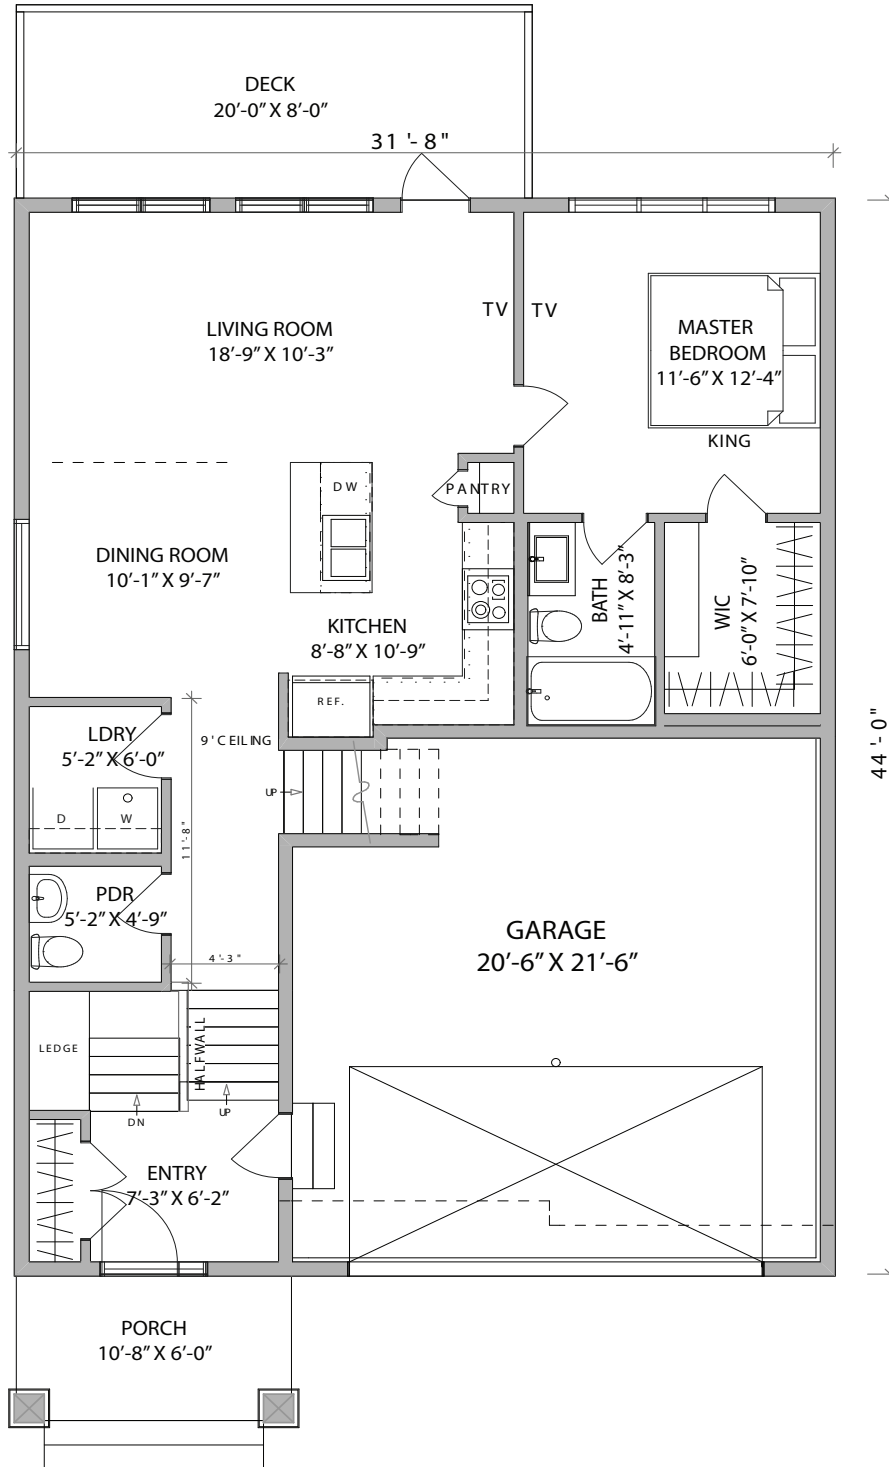 DECK
20'-0" X 8'-0"
31'-8"
LIVING ROOM
18'-9" X 10'-3"
TV
TV
MASTER
BEDROOM
11'-6" X 12'-4"
KING
DW
PANTRY
DINING ROOM
10'-1" X 9'-7"
KITCHEN
8'-8" X 10'-9"
BATH
4'-11" X 8'-3"
WIC
6'-0" X 7'-10"
REF.
LDRY
5'-2" X 6'-0"
9' CEILING
44'-0"
UP
D
W
11'-8"
PDR
5'-2" X 4'-9"
GARAGE
20'-6" X 21'-6"
4'-3"
LEDGE
HALFWALL
DN
UP
ENTRY
7'-3" X 6'-2"
PORCH
10'-8" X 6'-0"